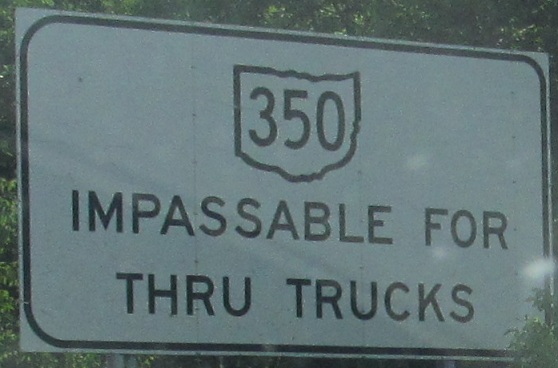 350
IMPASSABLE FOR
THRU TRUCKS